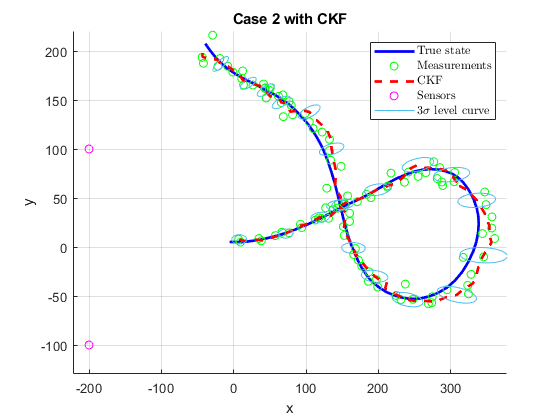 Case 2 with CKF
True state
Measurements
CKF
Sensors
3σ level curve
y
200
150
100
50
0
-50
-100
-200
-100
0
100
200
300
x